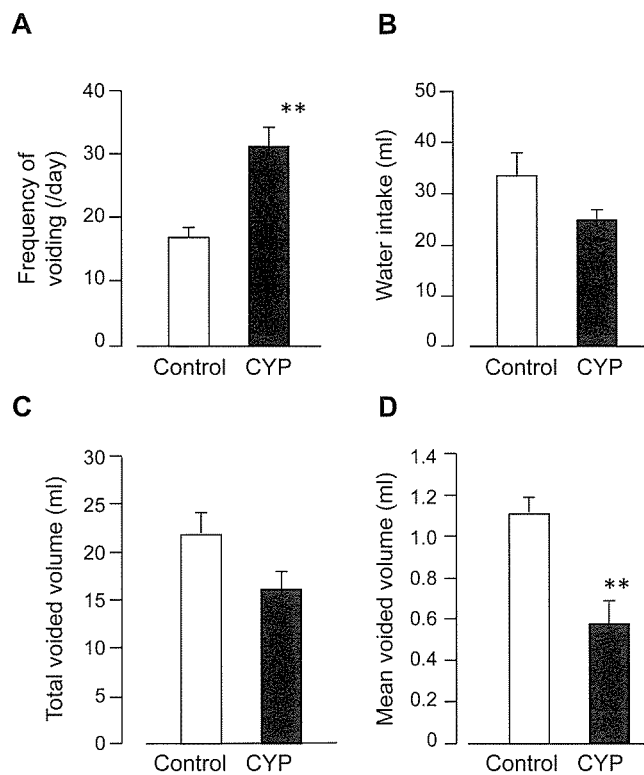 A
Frequency of
voiding (/day)
40
30
20
10
0
**
Control CYP
B
Water intake (ml)
50
40
30
20
10
0
Control CYP
C
Total voided volume (ml)
30
25
20
15
10
5
0
Control CYP
D
Mean voided volume (ml)
1.4
1.2
1.0
0.8
0.6
0.4
0.2
0
**
Control CYP